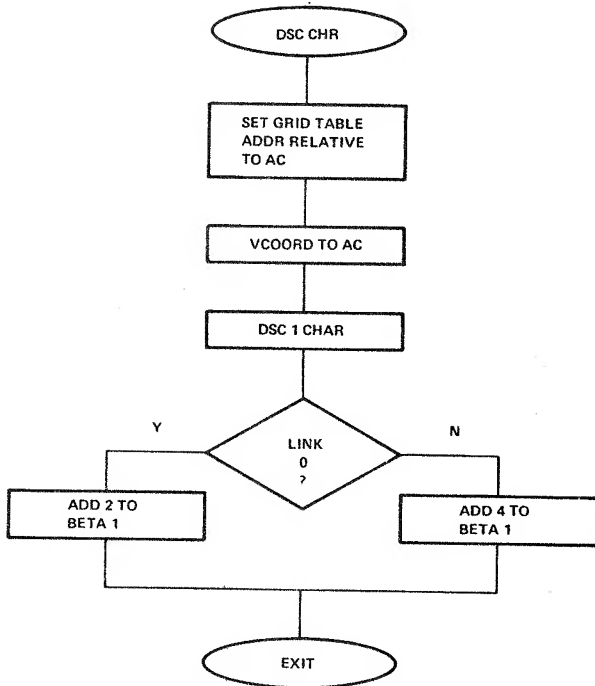 DSC CHR
SET GRID TABLE
ADDR RELATIVE
TO AC
VCOORD TO AC
DSC 1 CHAR
Y
LINK
0
?
N
ADD 2 TO
BETA 1
ADD 4 TO
BETA 1
EXIT